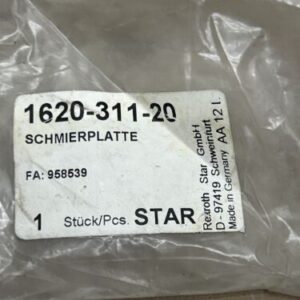 1620-311-20
SCHMIERPLATTE
FA: 958539
1 Stück/Pcs. STAR
Rexroth Star GmbH
D - 97419 Schweinfurt
Made in Germany AA 12 I.